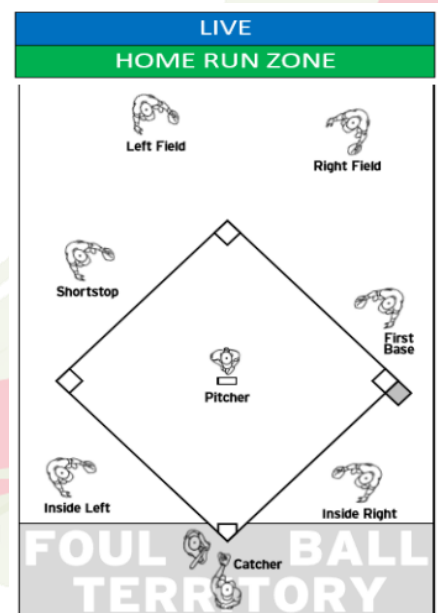 LIVE
HOME RUN ZONE
Left Field
Right Field
Shortstop
First
Base
Pitcher
Inside Left
Inside Right
FOUL BALL
Catcher
TERRITORY